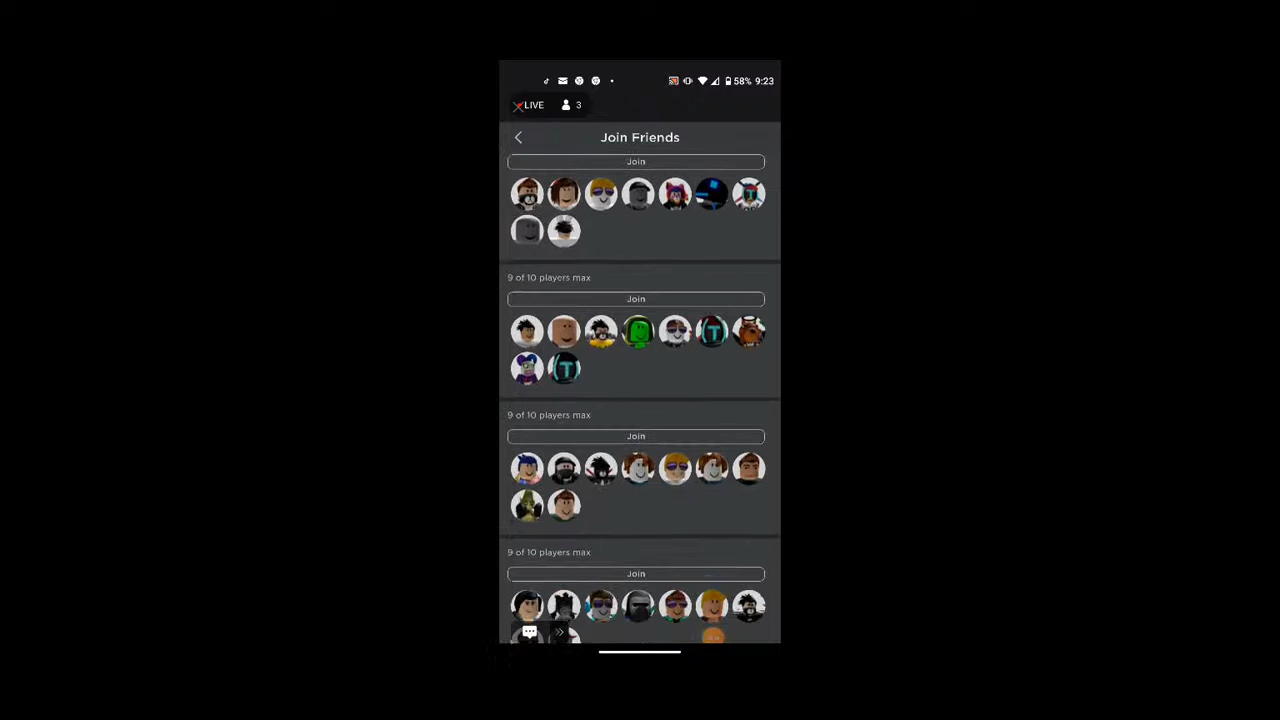 58% 9:23
LIVE 3
Join Friends
Join
9 of 10 players max
Join
T
T
9 of 10 players max
Join
9 of 10 players max
Join